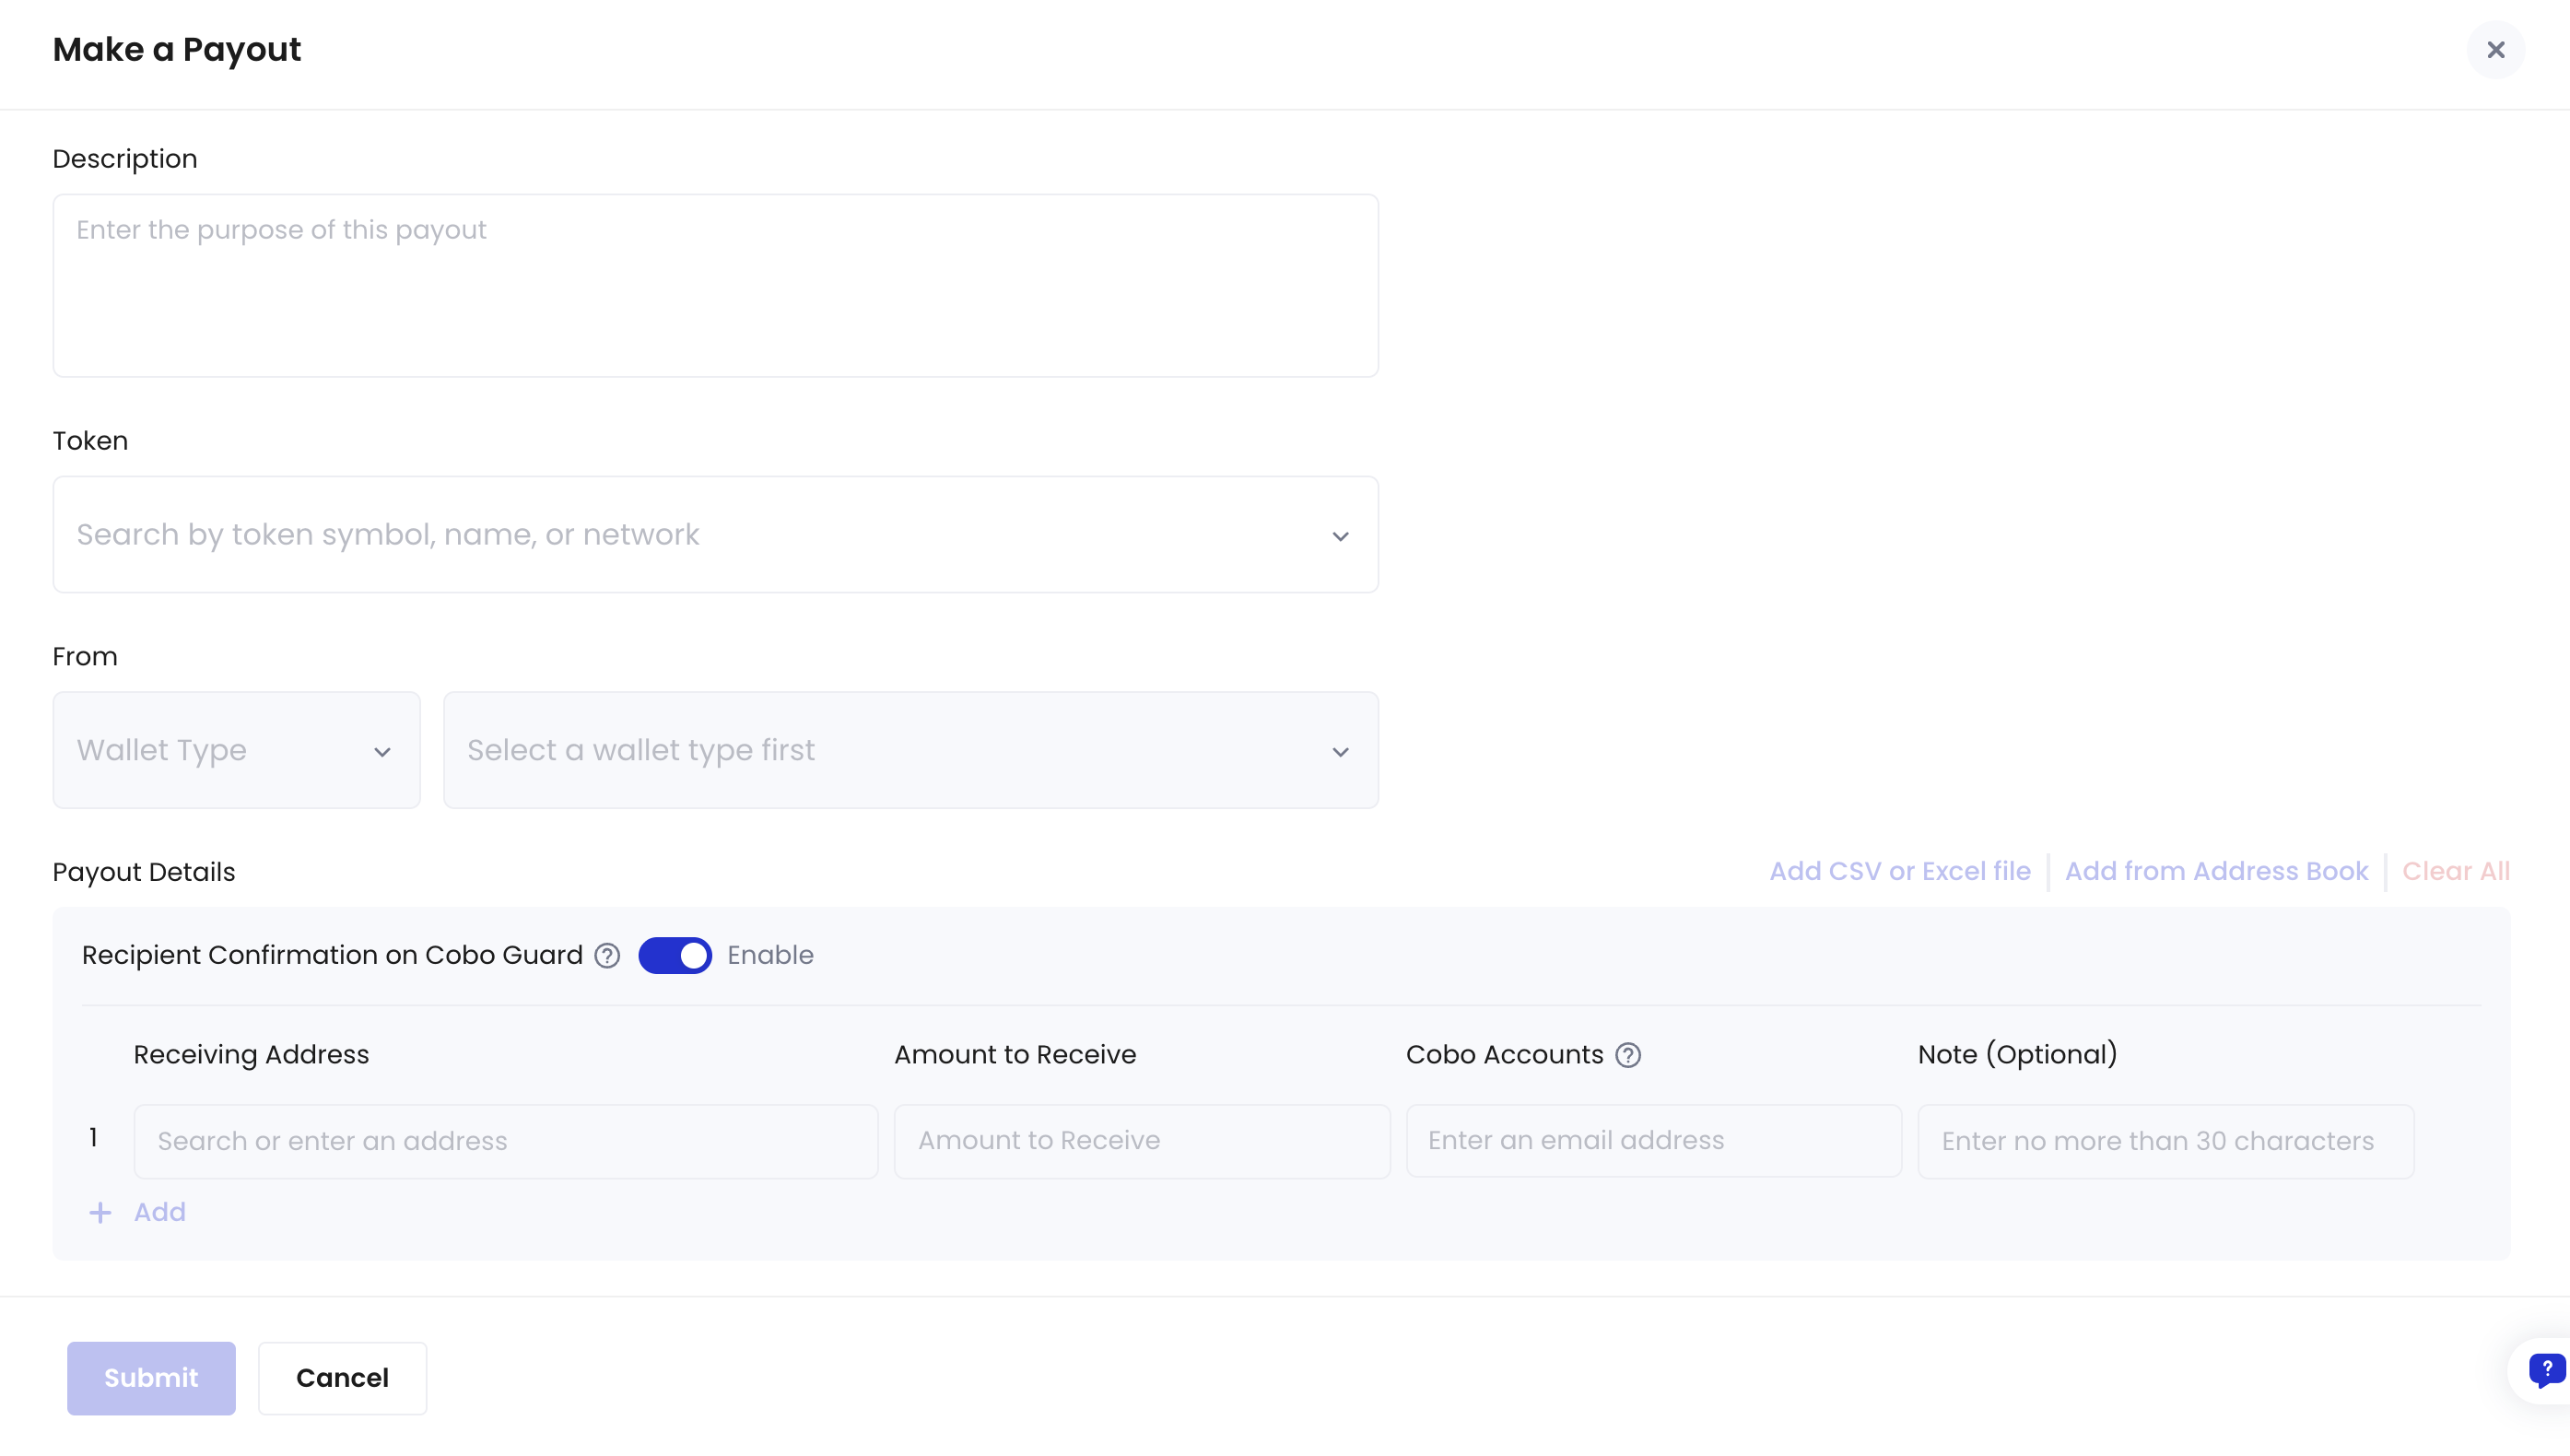 Make a Payout
Description
Enter the purpose of this payout
Token
Search by token symbol, name, or network
From
Wallet Type
Select a wallet type first
Payout Details
Add CSV or Excel file
Add from Address Book
Clear All
Recipient Confirmation on Cobo Guard
Enable
Receiving Address
Amount to Receive
Cobo Accounts
Note (Optional)
1
Search or enter an address
Amount to Receive
Enter an email address
Enter no more than 30 characters
+ Add
Submit
Cancel